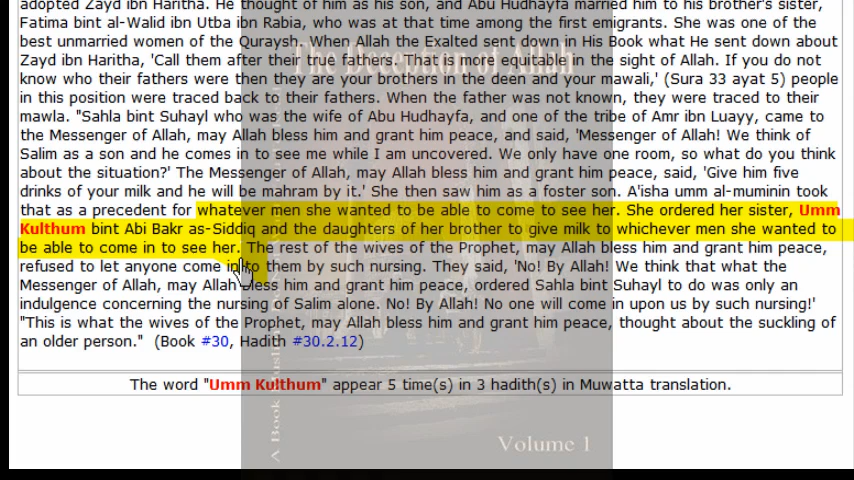 adopted Zayd ibn Haritha. He thought of him as his son, and Abu Hudhayfa married him to his brother's sister,
Fatima bint al-Walid ibn Utba ibn Rabia, who was at that time among the first emigrants. She was one of the
best unmarried women of the Quraysh. When Allah the Exalted sent down in His Book what He sent down about
Zayd ibn Haritha, 'Call them after their true fathers. That is more equitable in the sight of Allah. If you do not
know who their fathers were then they are your brothers in the deen and your mawali,' (Sura 33 ayat 5) people
in this position were traced back to their fathers. When the father was not known, they were traced to their
mawla. "Sahla bint Suhayl who was the wife of Abu Hudhayfa, and one of the tribe of Amr ibn Luayy, came to
the Messenger of Allah, may Allah bless him and grant him peace, and said, 'Messenger of Allah! We think of
Salim as a son and he comes in to see me while I am uncovered. We only have one room, so what do you think
about the situation?' The Messenger of Allah, may Allah bless him and grant him peace, said, 'Give him five
drinks of your milk and he will be mahram by it.' She then saw him as a foster son. A'isha umm al-muminin took
that as a precedent for whatever men she wanted to be able to come to see her. She ordered her sister, Umm
Kulthum bint Abi Bakr as-Siddiq and the daughters of her brother to give milk to whichever men she wanted to
be able to come in to see her. The rest of the wives of the Prophet, may Allah bless him and grant him peace,
refused to let anyone come in to them by such nursing. They said, 'No! By Allah! We think that what the
Messenger of Allah, may Allah bless him and grant him peace, ordered Sahla bint Suhayl to do was only an
indulgence concerning the nursing of Salim alone. No! By Allah! No one will come in upon us by such nursing!'
"This is what the wives of the Prophet, may Allah bless him and grant him peace, thought about the suckling of
an older person." (Book #30, Hadith #30.2.12)
The word "Umm Kulthum" appear 5 time(s) in 3 hadith(s) in Muwatta translation.
The Deception of Allah
A Book
Volume 1